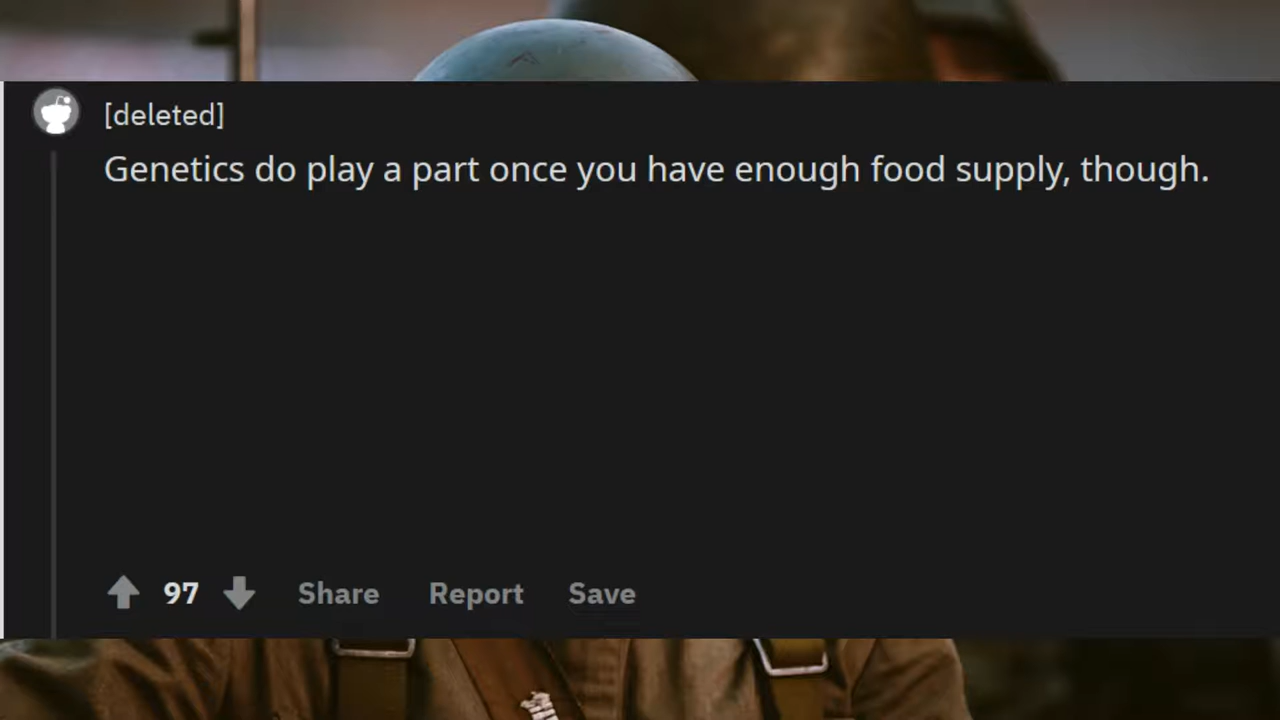 [deleted]
Genetics do play a part once you have enough food supply, though.
97 Share Report Save